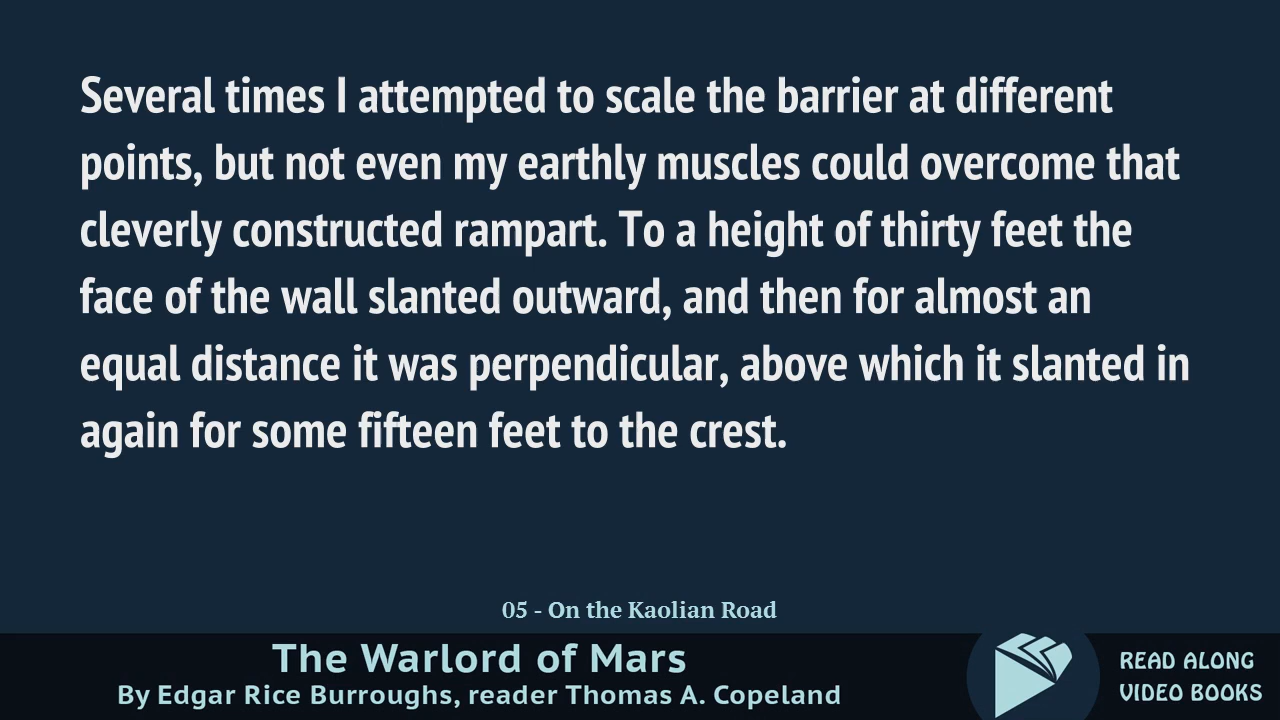 Several times I attempted to scale the barrier at different
points, but not even my earthly muscles could overcome that
cleverly constructed rampart. To a height of thirty feet the
face of the wall slanted outward, and then for almost an
equal distance it was perpendicular, above which it slanted in
again for some fifteen feet to the crest.
05 - On the Kaolian Road
The Warlord of Mars
By Edgar Rice Burroughs, reader Thomas A. Copeland
READ ALONG
VIDEO BOOKS